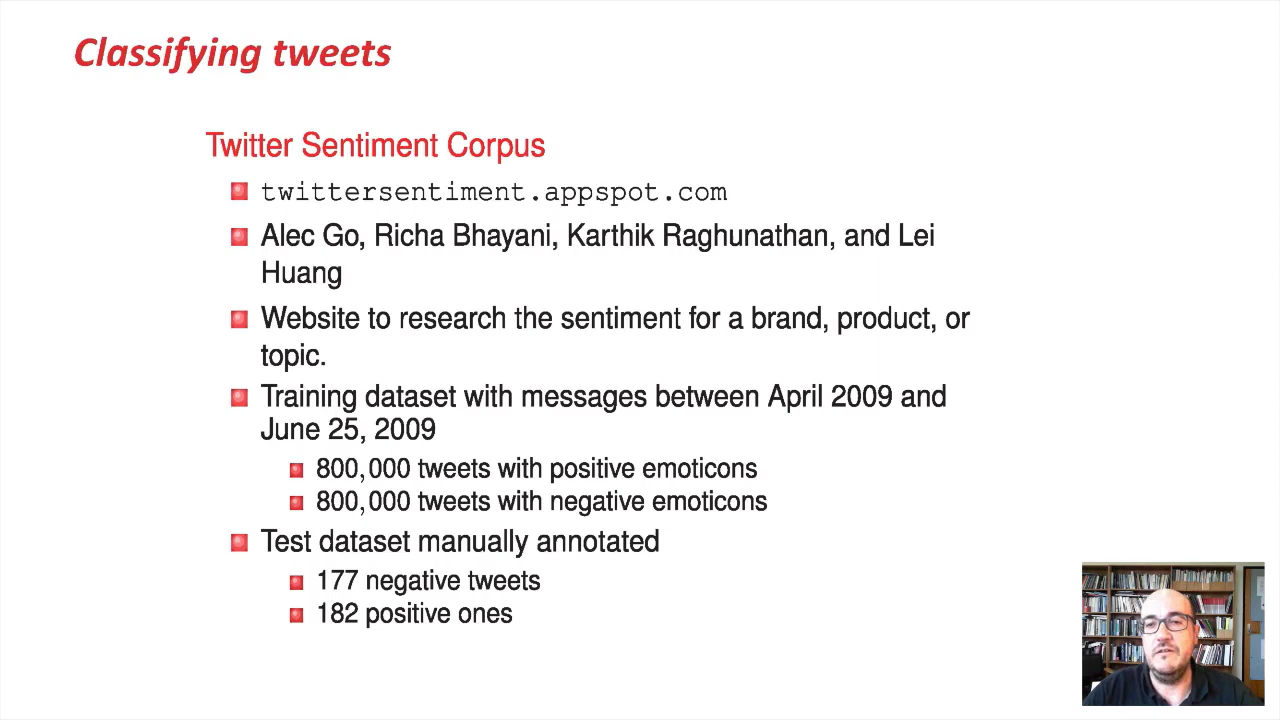 Classifying tweets
Twitter Sentiment Corpus
twittersentiment.appspot.com
Alec Go, Richa Bhayani, Karthik Raghunathan, and Lei
Huang
Website to research the sentiment for a brand, product, or
topic.
Training dataset with messages between April 2009 and
June 25, 2009
800,000 tweets with positive emoticons
800,000 tweets with negative emoticons
Test dataset manually annotated
177 negative tweets
182 positive ones